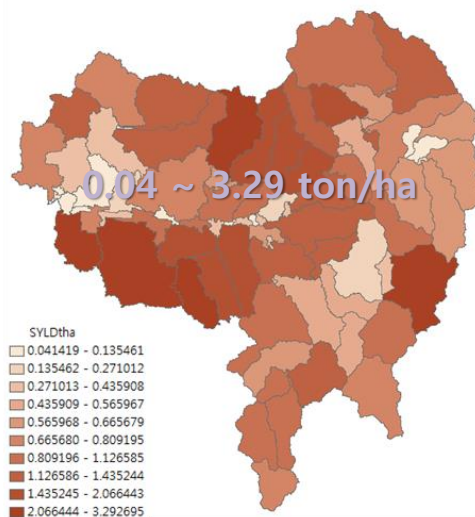 0.04 ~ 3.29 ton/ha
SYLDtha
0.041419 - 0.135461
0.135462 - 0.271012
0.271013 - 0.435908
0.435909 - 0.565967
0.565968 - 0.665679
0.665680 - 0.809195
0.809196 - 1.126585
1.126586 - 1.435244
1.435245 - 2.066443
2.066444 - 3.292695